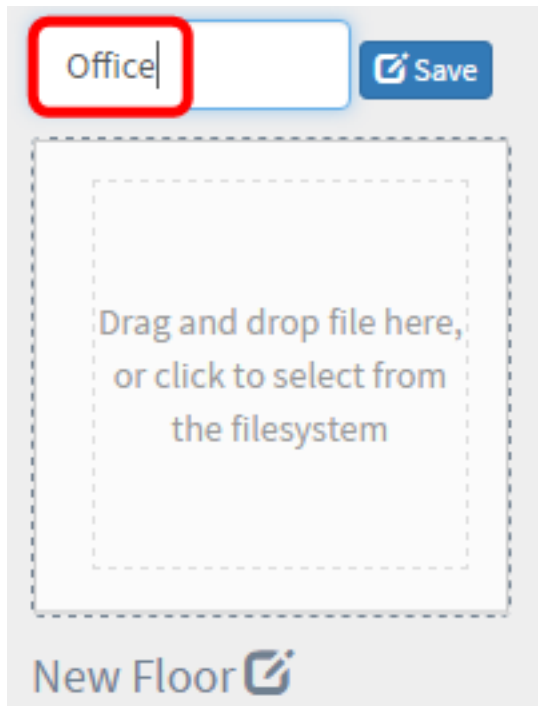 Office
Save
Drag and drop file here,
or click to select from
the filesystem
New Floor